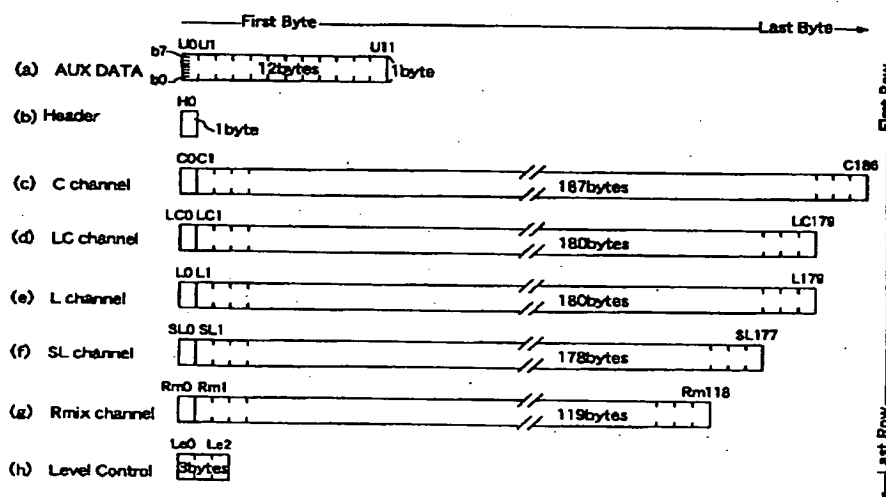 First Byte Last Byte
U0U1 U11
b7
(a) AUX DATA 12bytes 1byte
b0
First Row
H0
(b) Header 1byte
C0C1 C186
(c) C channel 187bytes
LC0 LC1 LC179
(d) LC channel 180bytes
L0 L1 L179
(e) L channel 180bytes
SL0 SL1 SL177
(f) SL channel 178bytes
Rm0 Rm1 Rm118
(g) Rmix channel 119bytes
Le0 Le2
(h) Level Control 3bytes
Last Row